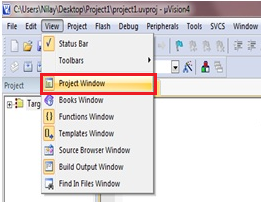 C:\Users\Nilay\Desktop\Project1\project1.uvproj - µVision4
File Edit View Project Flash Debug Peripherals Tools SVCS Window
Status Bar
Toolbars
Project
Project Window
Books Window
Targ
Functions Window
Templates Window
Source Browser Window
Build Output Window
Find In Files Window